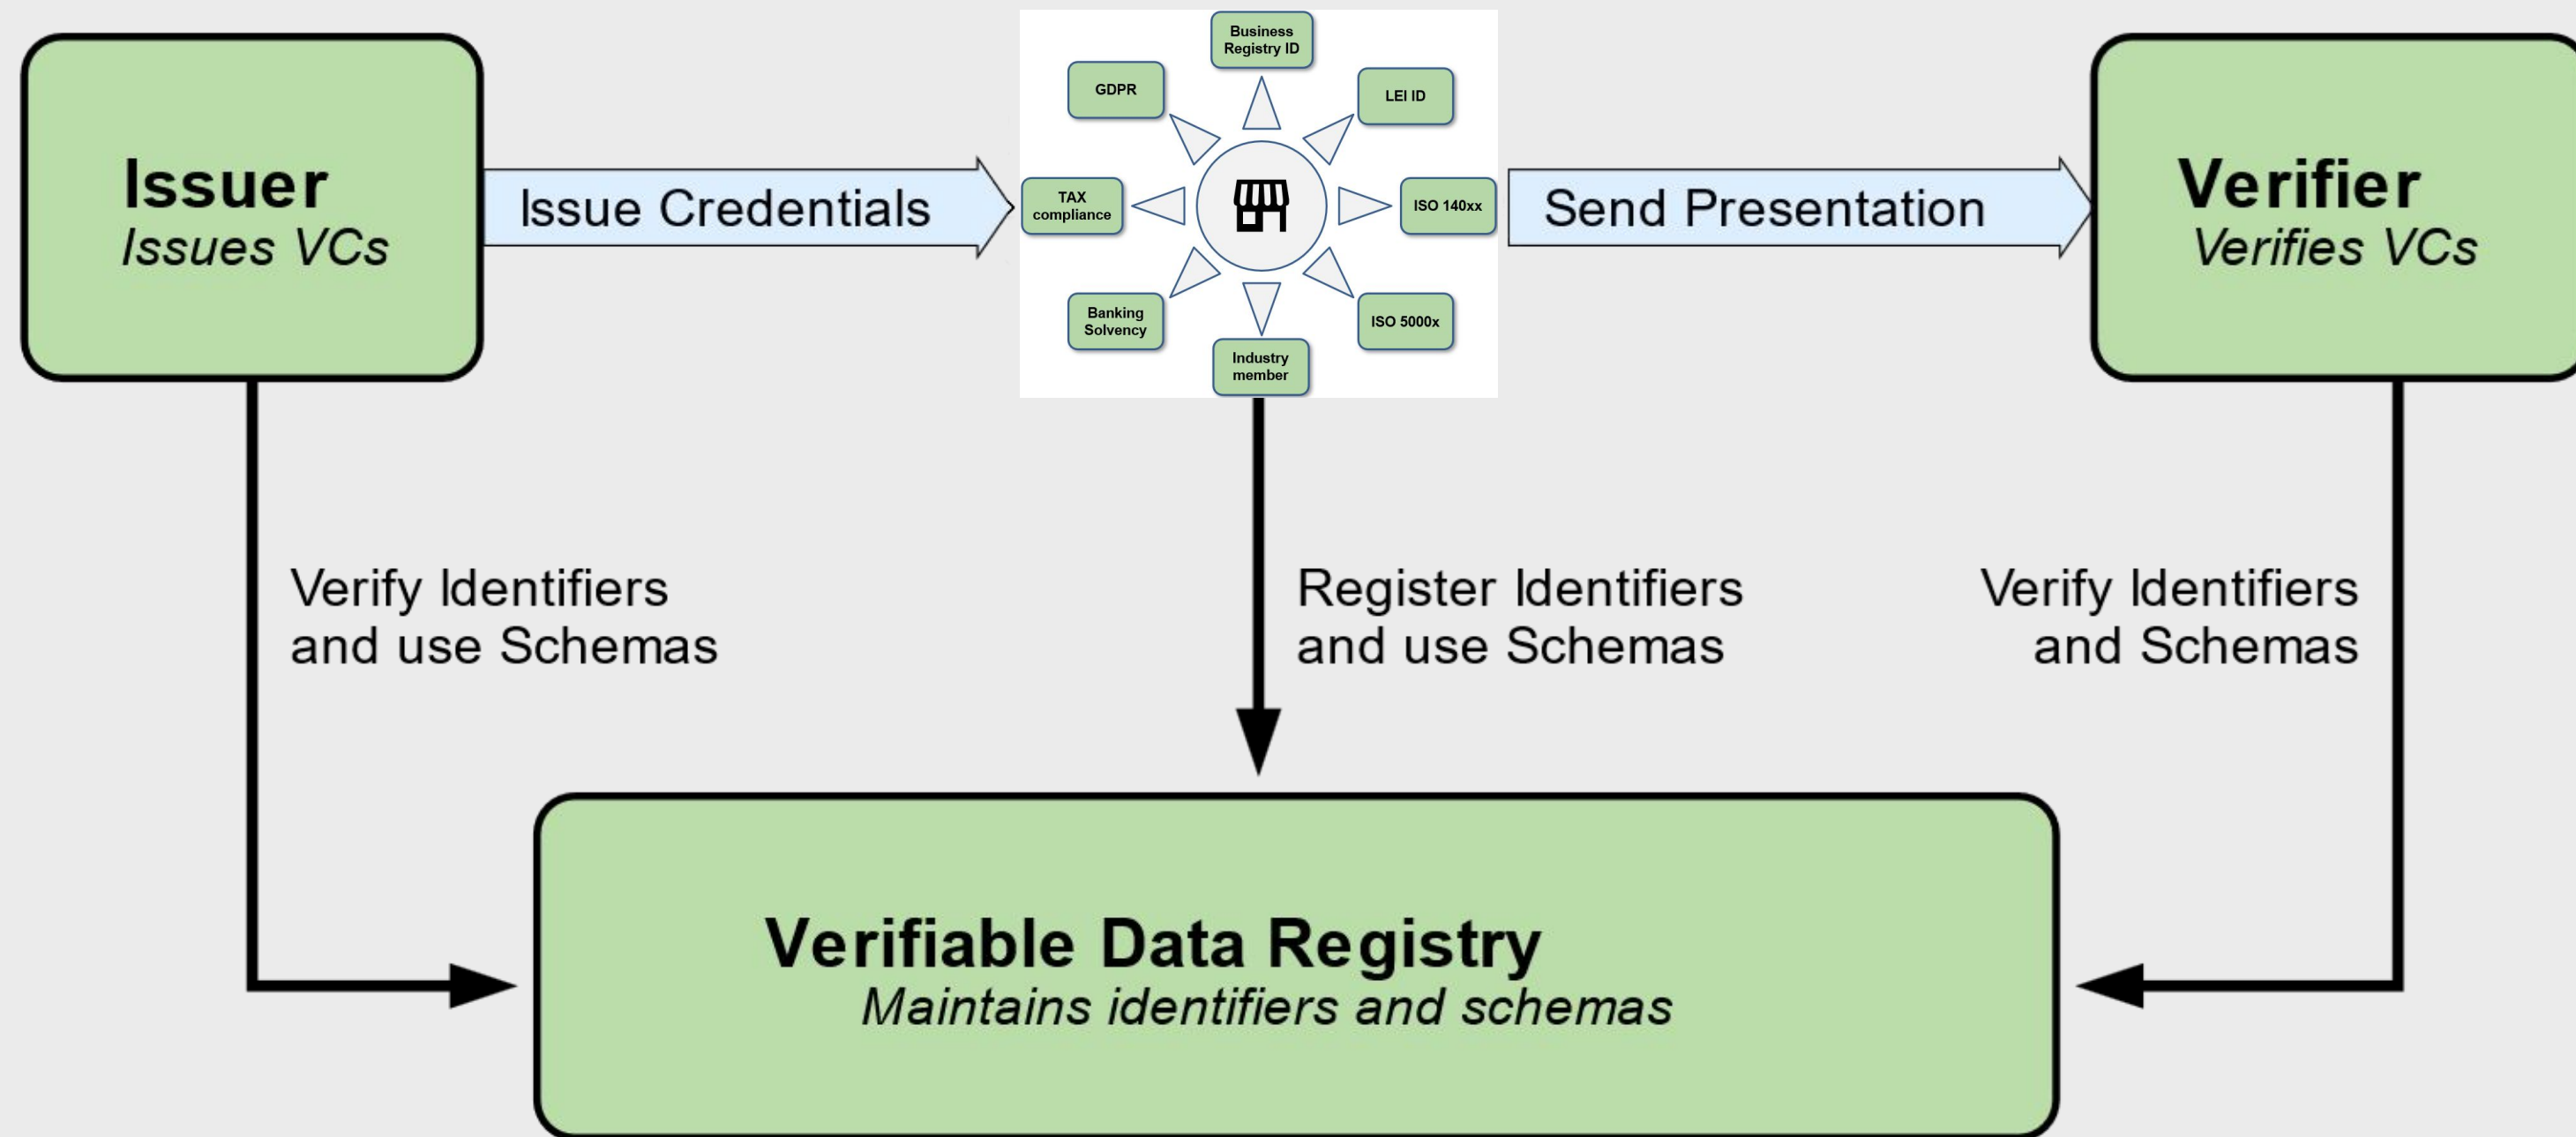 Issuer
Issues VCs
Issue Credentials
Business
Registry ID
GDPR
LEI ID
TAX
compliance
ISO 140xx
Banking
Solvency
ISO 5000x
Industry
member
Send Presentation
Verifier
Verifies VCs
Verify Identifiers
and use Schemas
Register Identifiers
and use Schemas
Verify Identifiers
and Schemas
Verifiable Data Registry
Maintains identifiers and schemas